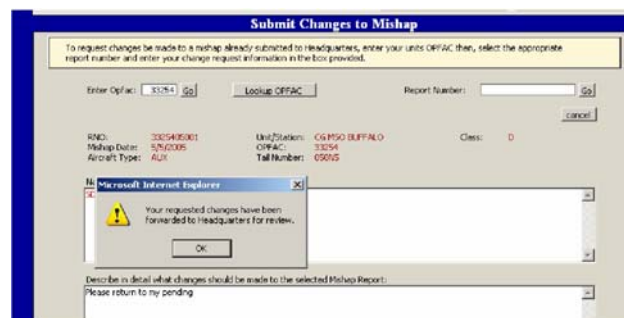 Submit Changes to Mishap
To request changes be made to a mishap already submitted to Headquarters, enter your units OPFAC then, select the appropriate
report number and enter your change request information in the box provided.
Enter Opfac: 33254 Go Lookup OPFAC Report Number: Go
cancel
RNO: 3325405001 Unit/Station: CG MSO BUFFALO Class: D
Mishap Date: 5/5/2005 OPFAC: 33254
Aircraft Type: AUX Tail Number: 050NS
Microsoft Internet Explorer
Your requested changes have been
forwarded to Headquarters for review.
OK
Describe in detail what changes should be made to the selected Mishap Report:
Please return to my pending